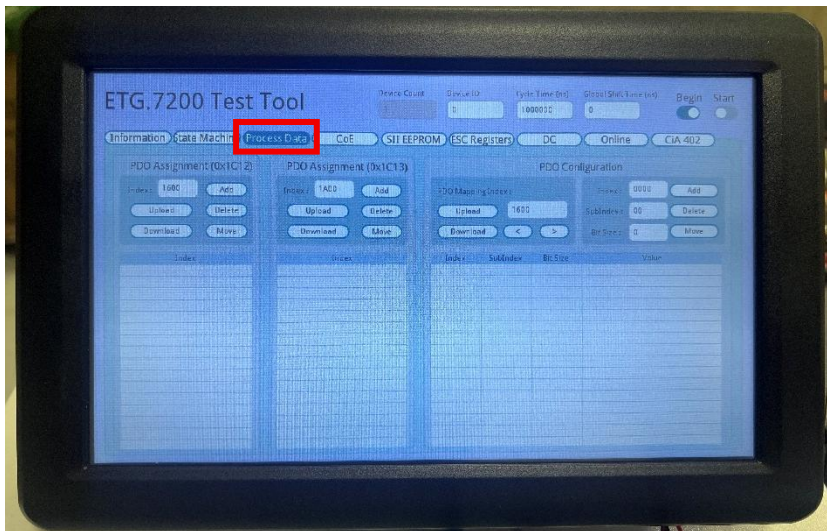 ETG.7200 Test Tool
Device Count
Device ID
Cycle Time (ns)
Global Shift Time (ns)
Begin
Start
0
1000000
0
Information
State Machin
Process Data
CoE
SII EEPROM
ESC Registers
DC
Online
CiA 402
PDO Assignment (0x1C12)
Index:
1600
Add
Upload
Delete
Download
Move
Index
PDO Assignment (0x1C13)
Index:
1A00
Add
Upload
Delete
Download
Move
Index
PDO Configuration
PDO Mapping Index:
Upload
1600
Download
<
>
Index:
0000
Add
SubIndex:
00
Delete
Bit Size:
0
Move
Index
SubIndex
Bit Size
Value